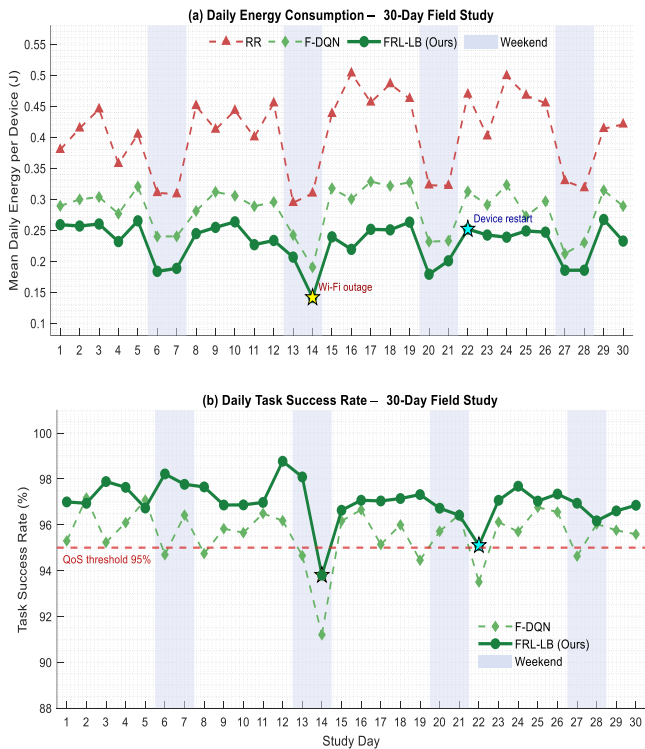 (a) Daily Energy Consumption – 30-Day Field Study
RR F-DQN FRL-LB (Ours) Weekend
Mean Daily Energy per Device (J)
0.55
0.5
0.45
0.4
0.35
0.3
0.25
0.2
0.15
0.1
Device restart
Wi-Fi outage
1 2 3 4 5 6 7 8 9 10 11 12 13 14 15 16 17 18 19 20 21 22 23 24 25 26 27 28 29 30
(b) Daily Task Success Rate – 30-Day Field Study
Task Success Rate (%)
100
98
96
94
92
90
88
QoS threshold 95%
F-DQN
FRL-LB (Ours)
Weekend
1 2 3 4 5 6 7 8 9 10 11 12 13 14 15 16 17 18 19 20 21 22 23 24 25 26 27 28 29 30
Study Day